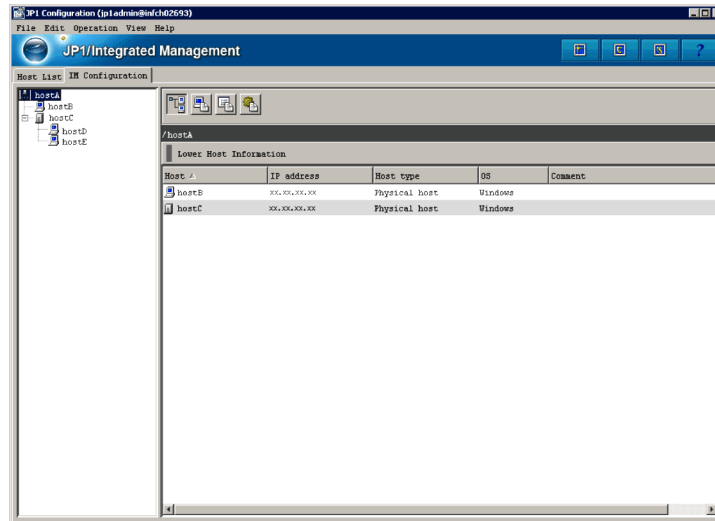 JP1 Configuration (jp1admin@infch02693)
File Edit Operation View Help
JP1/Integrated Management
?
Host List IM Configuration
hostA
hostB
hostC
hostD
hostE
/hostA
Lower Host Information
Host IP address Host type OS Comment
hostB xx.xx.xx.xx Physical host Windows
hostC xx.xx.xx.xx Physical host Windows